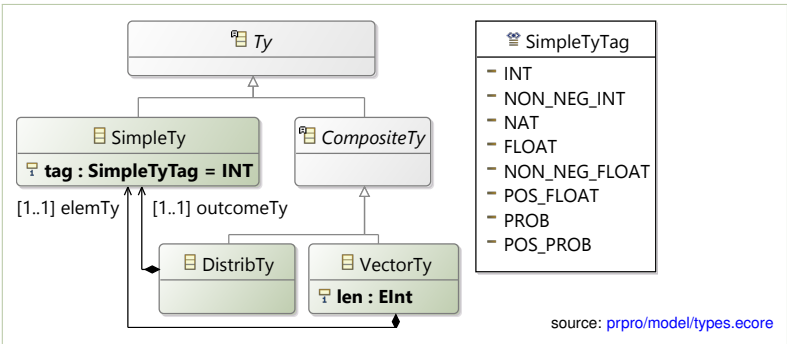 Ty
SimpleTyTag
INT
NON_NEG_INT
NAT
FLOAT
NON_NEG_FLOAT
POS_FLOAT
PROB
POS_PROB
SimpleTy
tag : SimpleTyTag = INT
CompositeTy
[1..1] elemTy
[1..1] outcomeTy
DistribTy
VectorTy
len : EInt
source: prpro/model/types.ecore